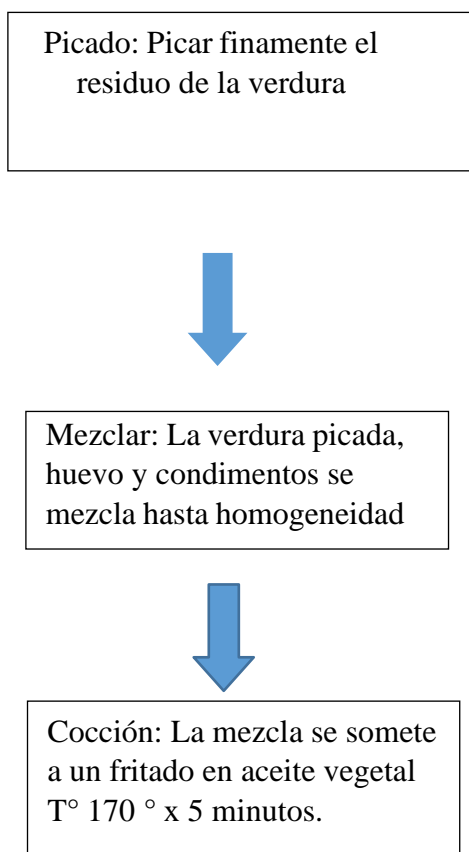 Picado: Picar finamente el
residuo de la verdura
Mezclar: La verdura picada,
huevo y condimentos se
mezcla hasta homogeneidad
Cocción: La mezcla se somete
a un fritado en aceite vegetal
T° 170 ° x 5 minutos.